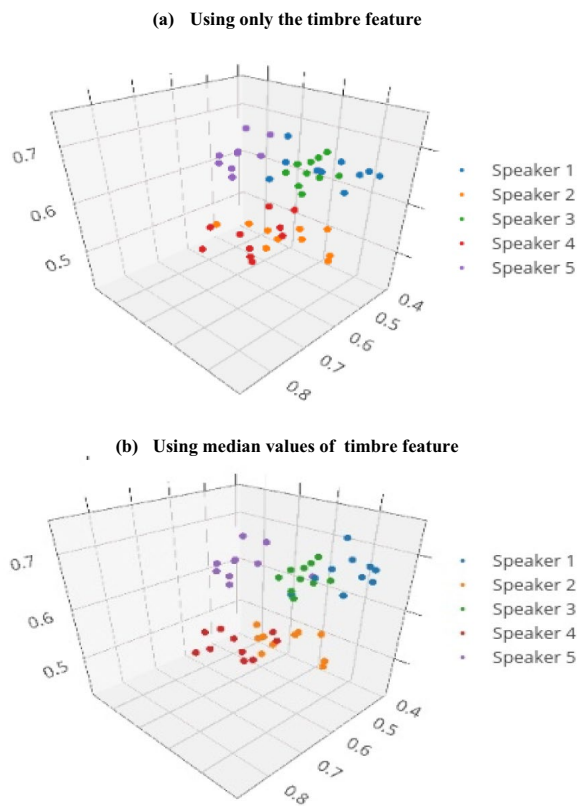 (a) Using only the timbre feature
0.7
0.6
0.5
0.4
0.5
0.6
0.7
0.8
Speaker 1
Speaker 2
Speaker 3
Speaker 4
Speaker 5
(b) Using median values of timbre feature
0.7
0.6
0.5
0.4
0.5
0.6
0.7
0.8
Speaker 1
Speaker 2
Speaker 3
Speaker 4
Speaker 5